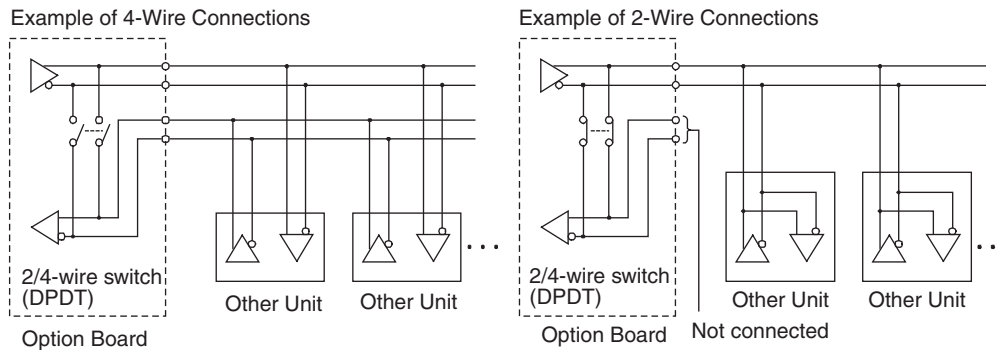 Example of 4-Wire Connections
2/4-wire switch
(DPDT)
Option Board
Other Unit
Other Unit
Example of 2-Wire Connections
2/4-wire switch
(DPDT)
Option Board
Not connected
Other Unit
Other Unit